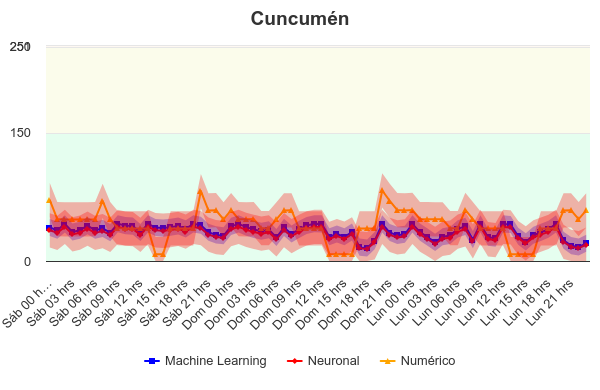 Cuncumén
250
150
0
Sáb 00 h...
Sáb 03 hrs
Sáb 06 hrs
Sáb 09 hrs
Sáb 12 hrs
Sáb 15 hrs
Sáb 18 hrs
Sáb 21 hrs
Dom 00 hrs
Dom 03 hrs
Dom 06 hrs
Dom 09 hrs
Dom 12 hrs
Dom 15 hrs
Dom 18 hrs
Dom 21 hrs
Lun 00 hrs
Lun 03 hrs
Lun 06 hrs
Lun 09 hrs
Lun 12 hrs
Lun 15 hrs
Lun 18 hrs
Lun 21 hrs
Machine Learning Neuronal Numérico